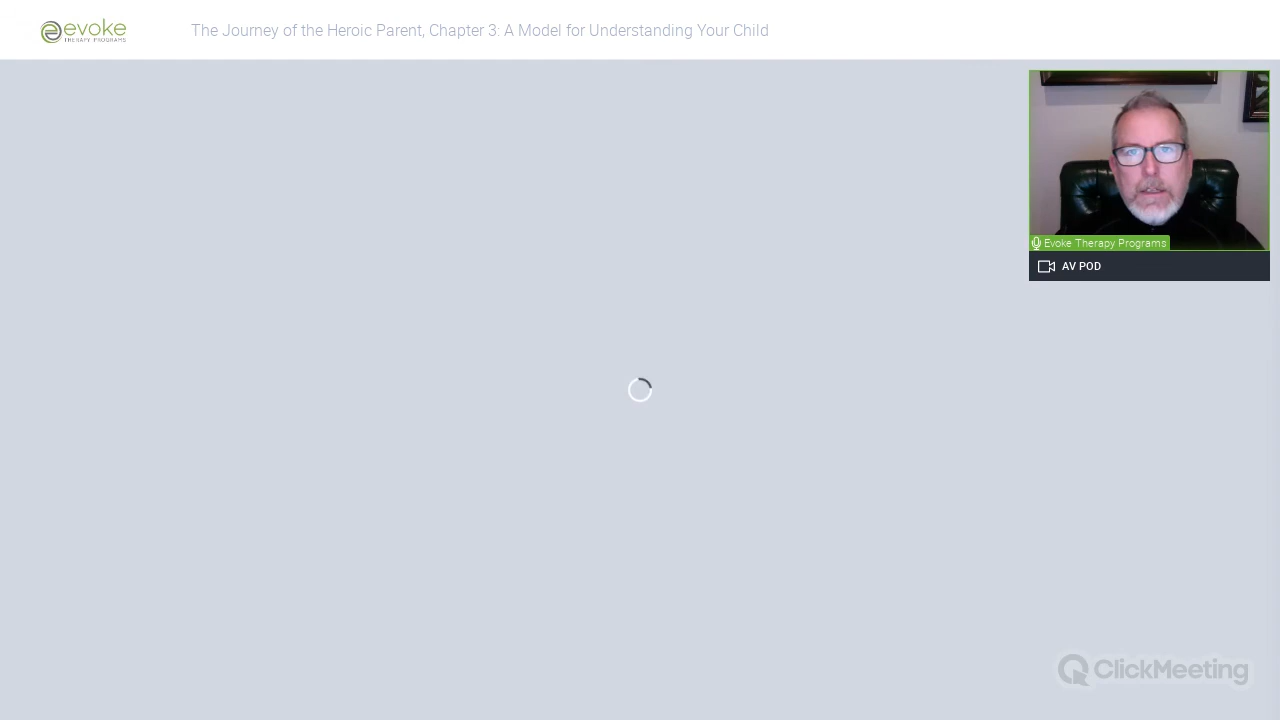 evoke
THERAPY PROGRAMS
The Journey of the Heroic Parent, Chapter 3: A Model for Understanding Your Child
Evoke Therapy Programs
AV POD
ClickMeeting